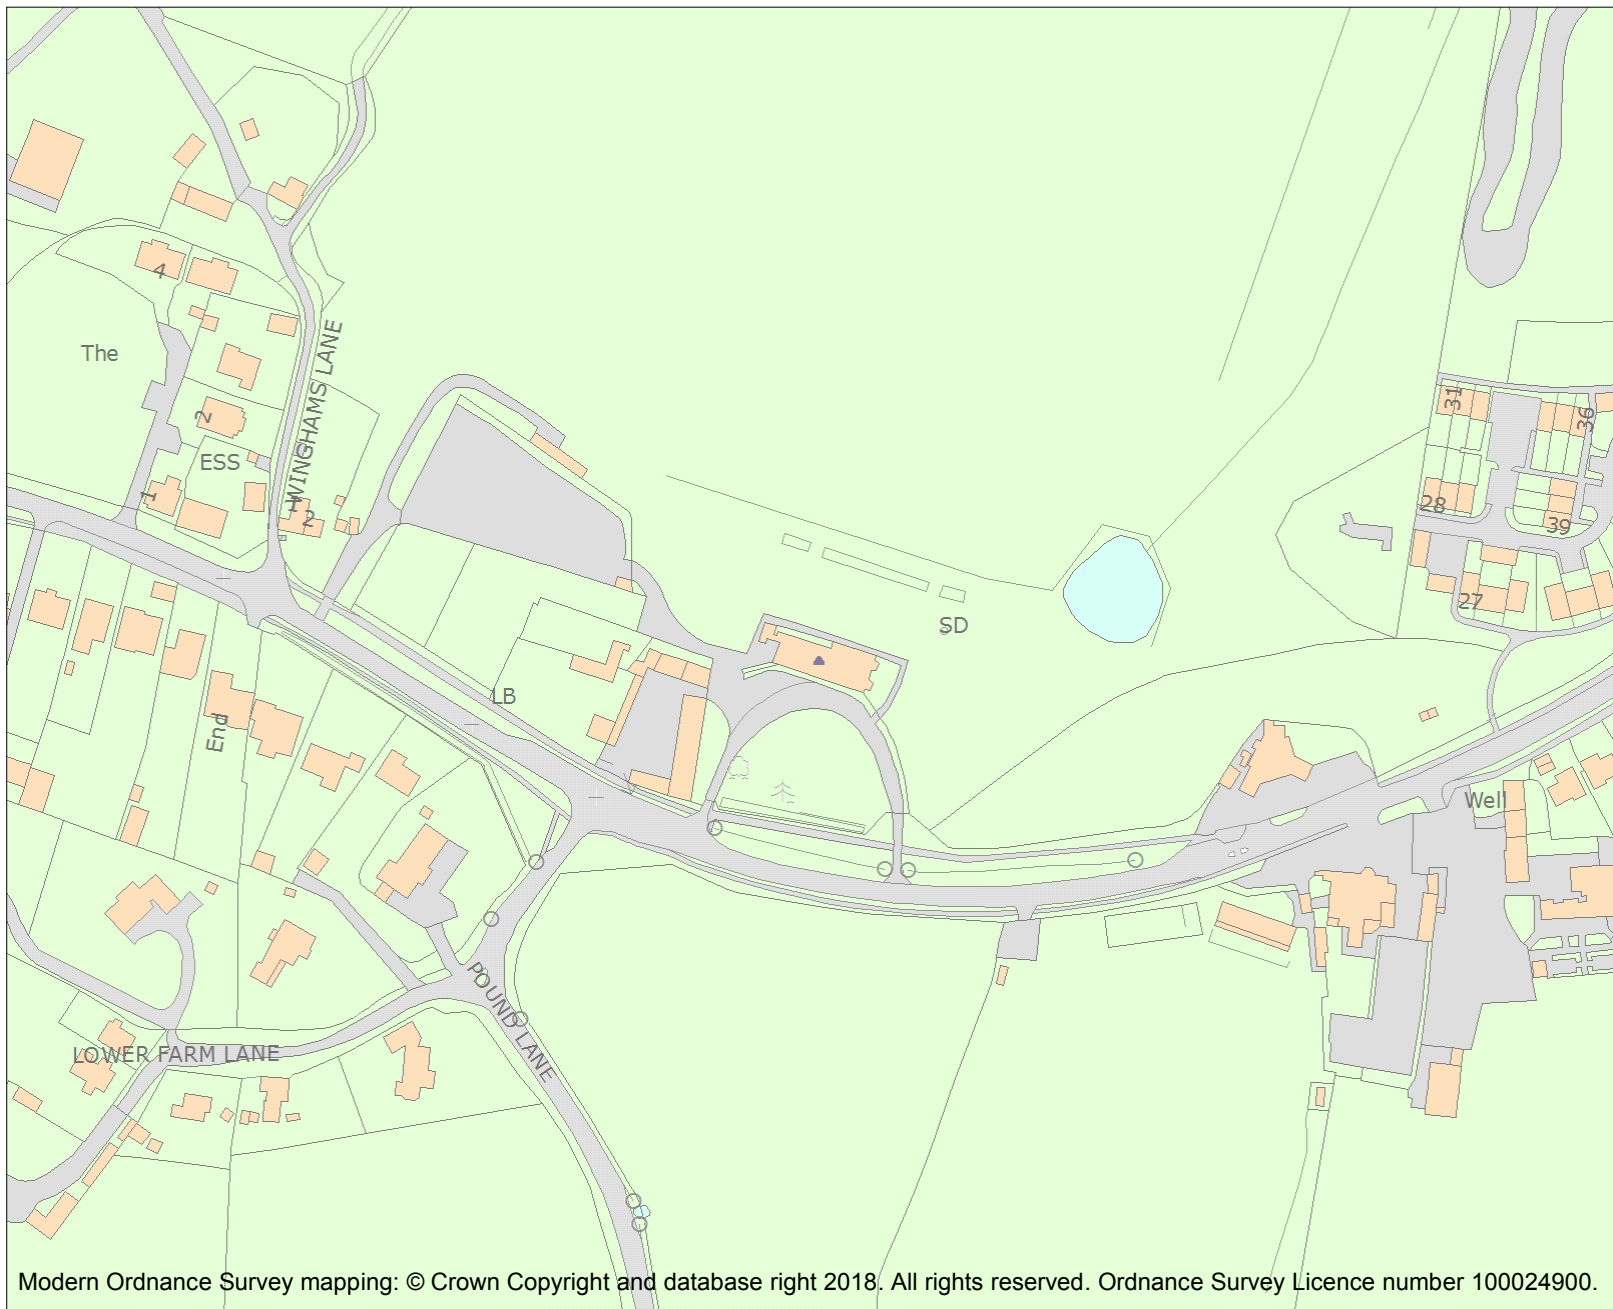 The
4
WINGHAMS LANE
2
ESS
1
1
2
31
36
28
39
27
SD
LB
End
Well
POUND LANE
LOWER FARM LANE
Modern Ordnance Survey mapping: © Crown Copyright and database right 2018. All rights reserved. Ordnance Survey Licence number 100024900.